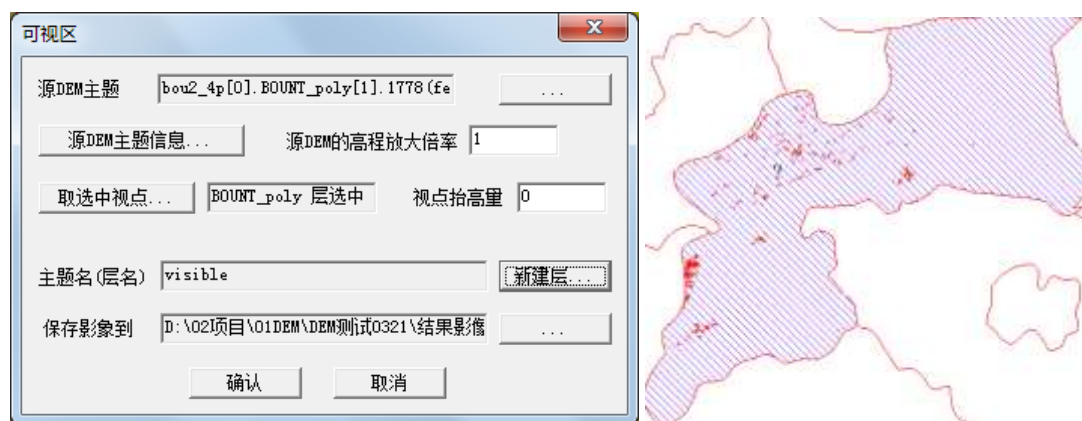 可视区
源DEM主题 bou2_4p[0].BOUNT_poly[1].1778(fe ...
源DEM主题信息... 源DEM的高程放大倍率 1
取选中视点... BOUNT_poly 层选中 视点抬高量 0
主题名(层名) visible 新建层...
保存影象到 D:\02项目\01DEM\DEM测试0321\结果影像 ...
确认 取消